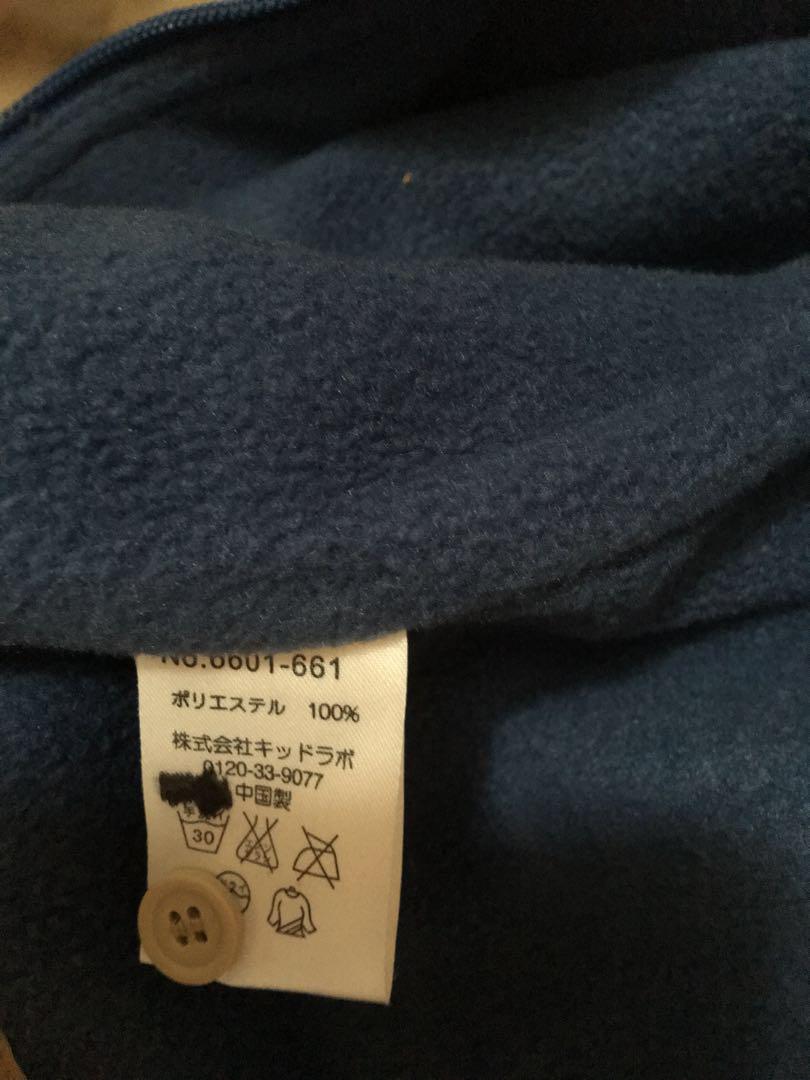 No.6601-661
ポリエステル 100%
株式会社キッドラボ
0120-33-9077
中国製
30